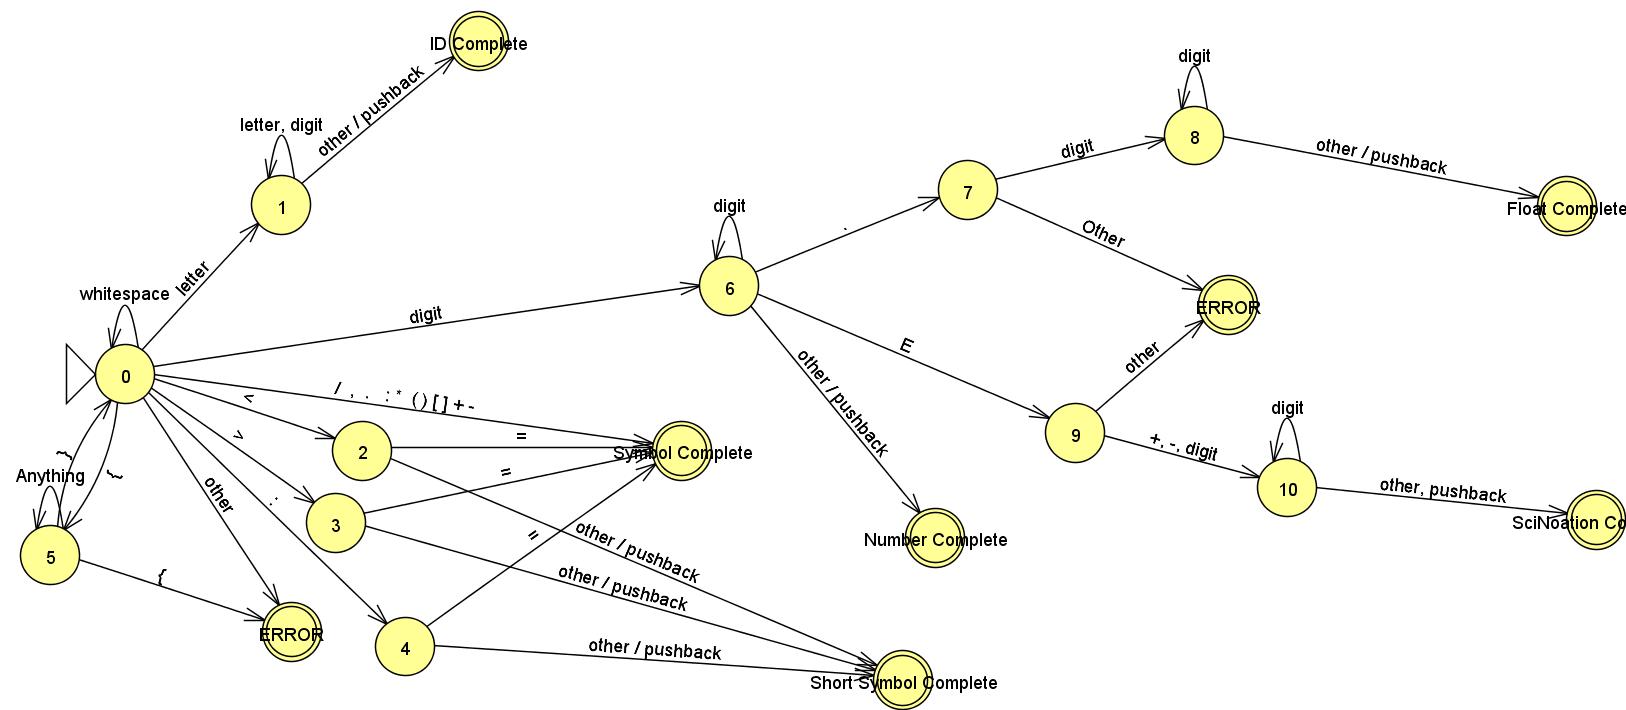 ID Complete
digit
8
letter, digit
other / pushback
other / pushback
digit
7
1
digit
Other
Float Complete
.
whitespace
letter
6
ERROR
digit
E
other
0
other / pushback
/ , . : * ( ) [ ] + -
<
digit
9
+, -, digit
=
2
Symbol Complete
>
=
}
{
Anything
other
:
10
other, pushback
SciNoation Co
3
=
other / pushback
Number Complete
5
{
other / pushback
ERROR
4
other / pushback
Short Symbol Complete